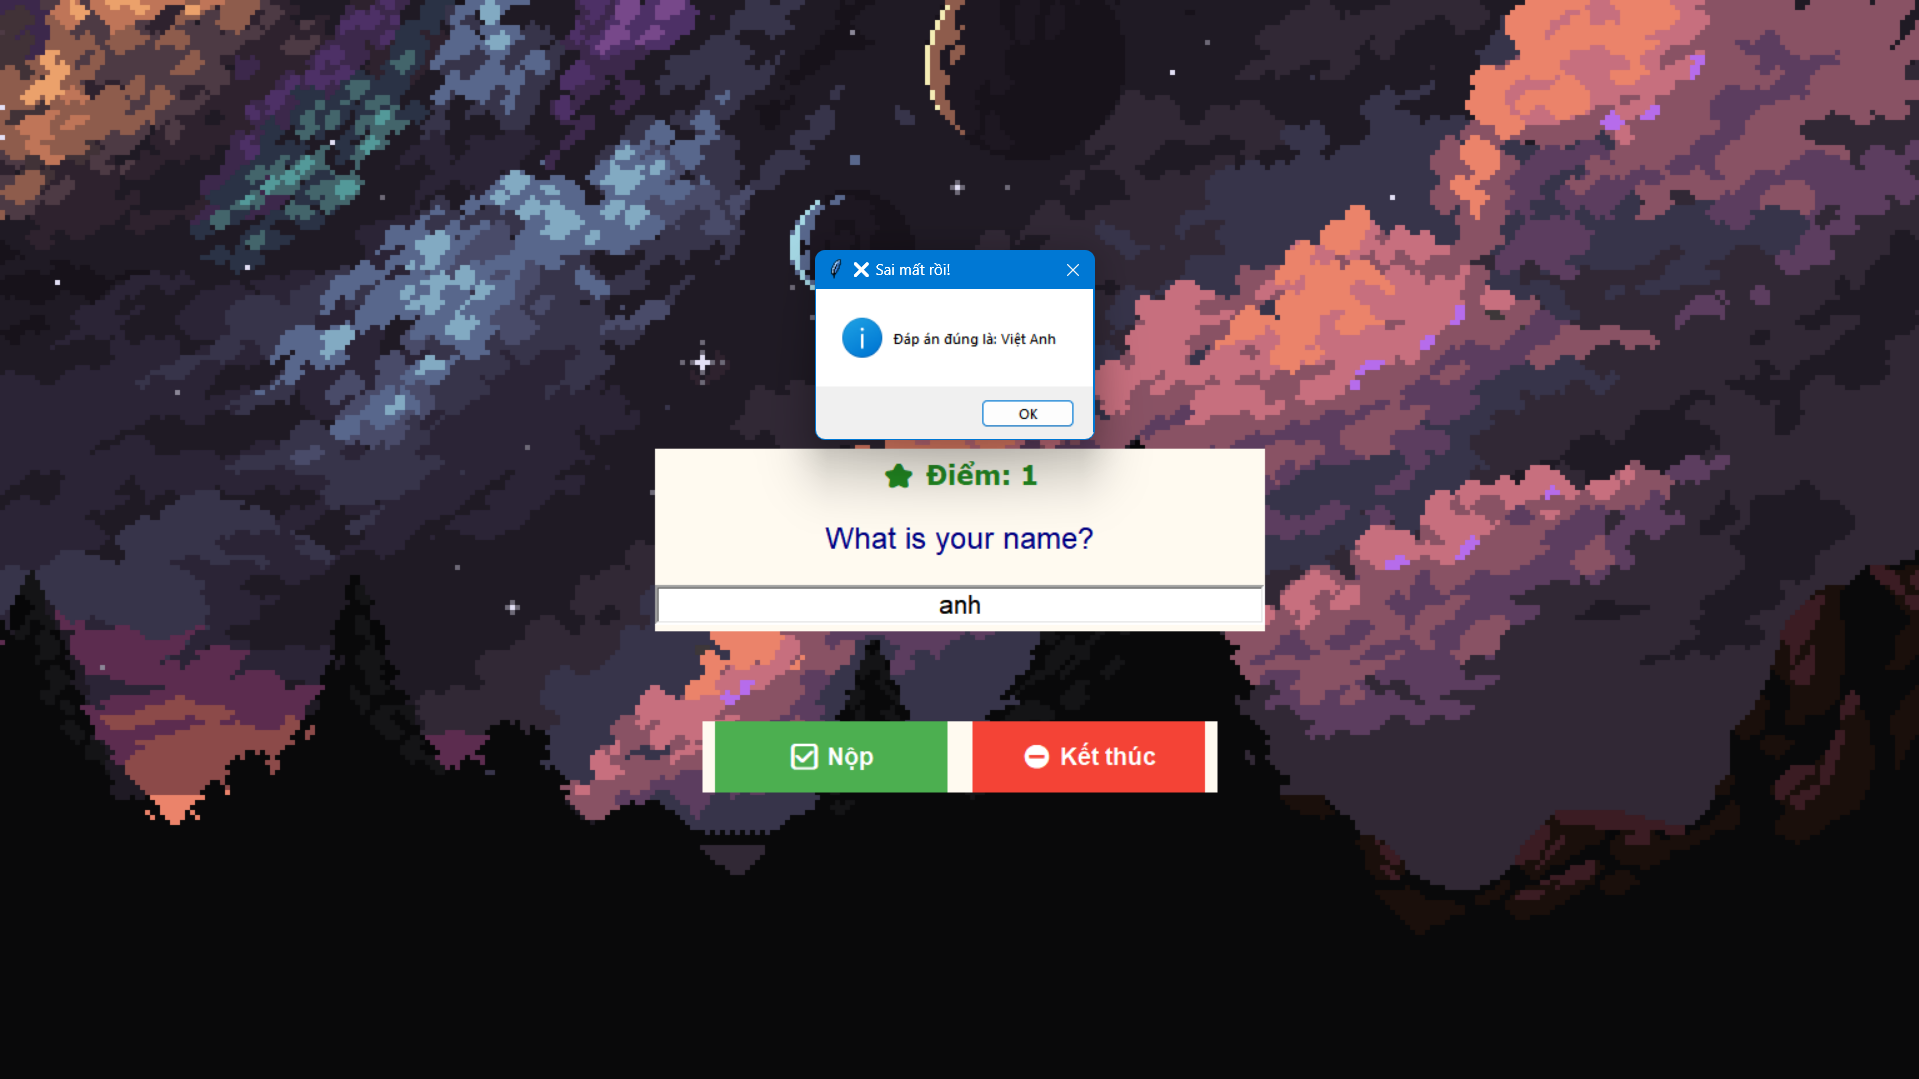 ❌ Sai mất rồi!
Đáp án đúng là: Việt Anh
OK
⭐ Điểm: 1
What is your name?
anh
☑ Nộp
⛔ Kết thúc